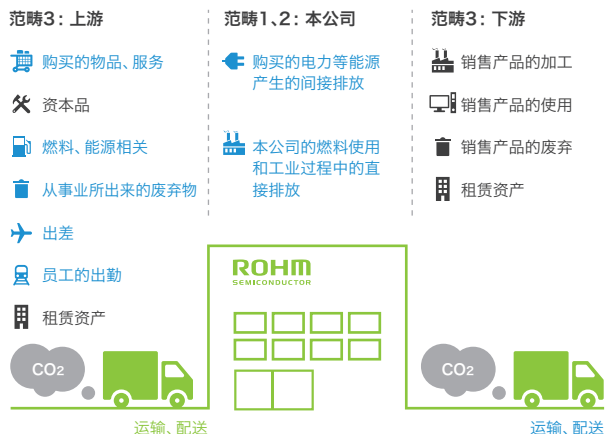 范畴3：上游
购买的物品、服务
资本品
燃料、能源相关
从事业所出来的废弃物
出差
员工的出勤
租赁资产
范畴1、2：本公司
购买的电力等能源
产生的间接排放
本公司的燃料使用
和工业过程中的直
接排放
范畴3：下游
销售产品的加工
销售产品的使用
销售产品的废弃
租赁资产
ROHM
SEMICONDUCTOR
CO2
CO2
运输、配送
运输、配送